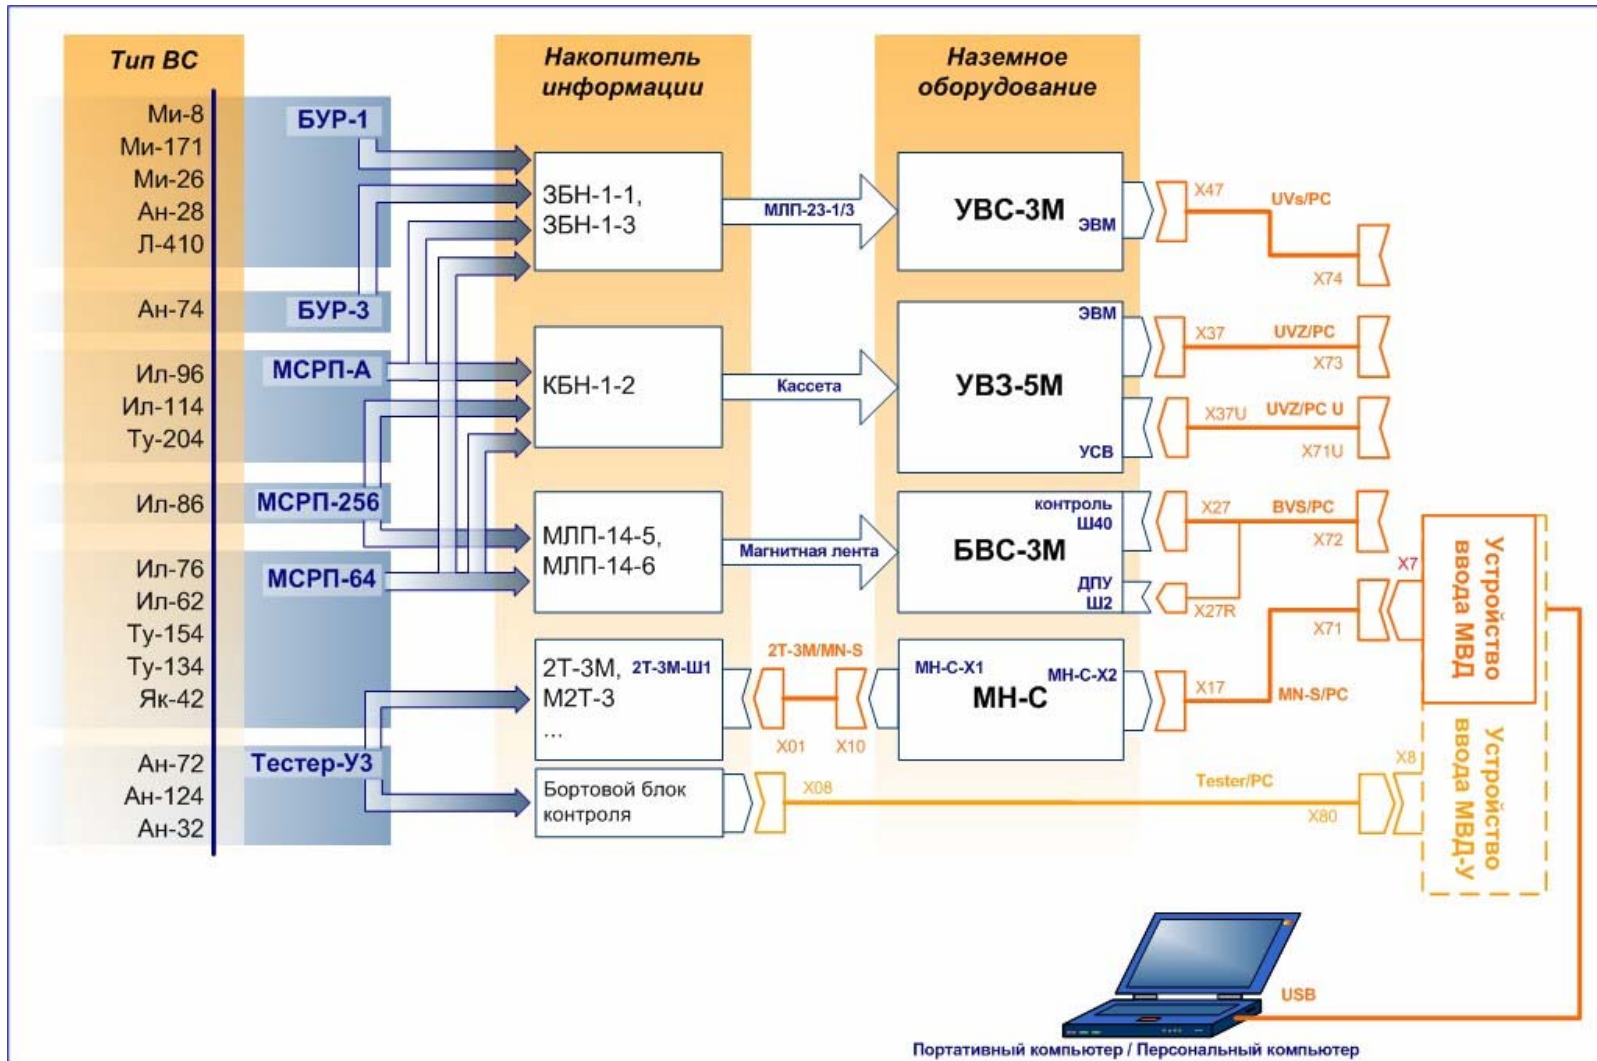 Тип ВС
Накопитель
информации
Наземное
оборудование
Ми-8
Ми-171
Ми-26
Ан-28
Л-410
БУР-1
Ан-74
БУР-3
Ил-96
Ил-114
Ту-204
МСРП-А
Ил-86
МСРП-256
Ил-76
Ил-62
Ту-154
Ту-134
Як-42
МСРП-64
Ан-72
Ан-124
Ан-32
Тестер-У3
ЗБН-1-1,
ЗБН-1-3
МЛП-23-1/3
УВС-3М
ЭВМ
X47
UVs/PC
X74
КБН-1-2
Кассета
УВЗ-5М
ЭВМ
УСВ
X37
UVZ/PC
X73
X37U
UVZ/PC U
X71U
МЛП-14-5,
МЛП-14-6
Магнитная лента
БВС-3М
контроль
Ш40
ДПУ
Ш2
X27
BVS/PC
X72
X27R
2Т-3М,
М2Т-3
...
2Т-3М-Ш1
2T-3M/MN-S
X01
X10
МН-С-Х1
МН-С-Х2
МН-С
X17
MN-S/PC
X71
X7
Устройство
ввода МВД
Бортовой блок
контроля
X08
Tester/PC
X80
X8
Устройство
ввода МВД-У
USB
Портативный компьютер / Персональный компьютер